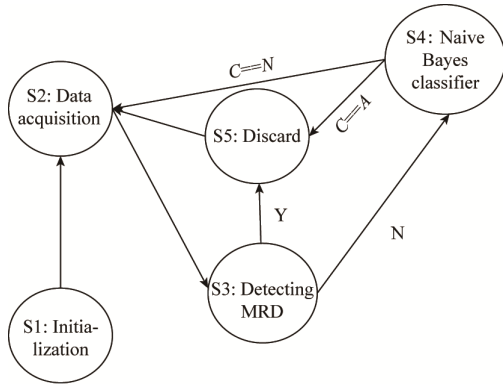 S4: Naive
Bayes
classifier
C==N
S2: Data
acquisition
C==A
S5: Discard
Y
N
S3: Detecting
MRD
S1: Initia-
lization